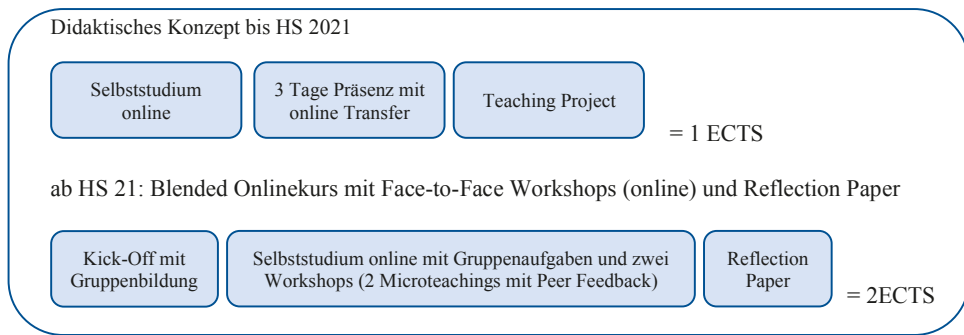 Didaktisches Konzept bis HS 2021
Selbststudium
online
3 Tage Präsenz mit
online Transfer
Teaching Project
= 1 ECTS
ab HS 21: Blended Onlinekurs mit Face-to-Face Workshops (online) und Reflection Paper
Kick-Off mit
Gruppenbildung
Selbststudium online mit Gruppenaufgaben und zwei
Workshops (2 Microteachings mit Peer Feedback)
Reflection
Paper
= 2ECTS